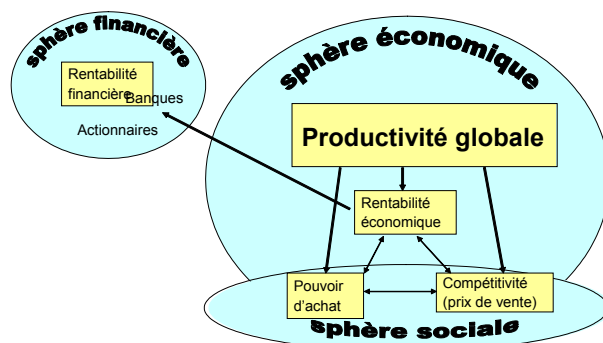 sphère financière
Rentabilité
financière
Banques
Actionnaires
sphère économique
Productivité globale
Rentabilité
économique
Pouvoir
d'achat
Compétitivité
(prix de vente)
sphère sociale